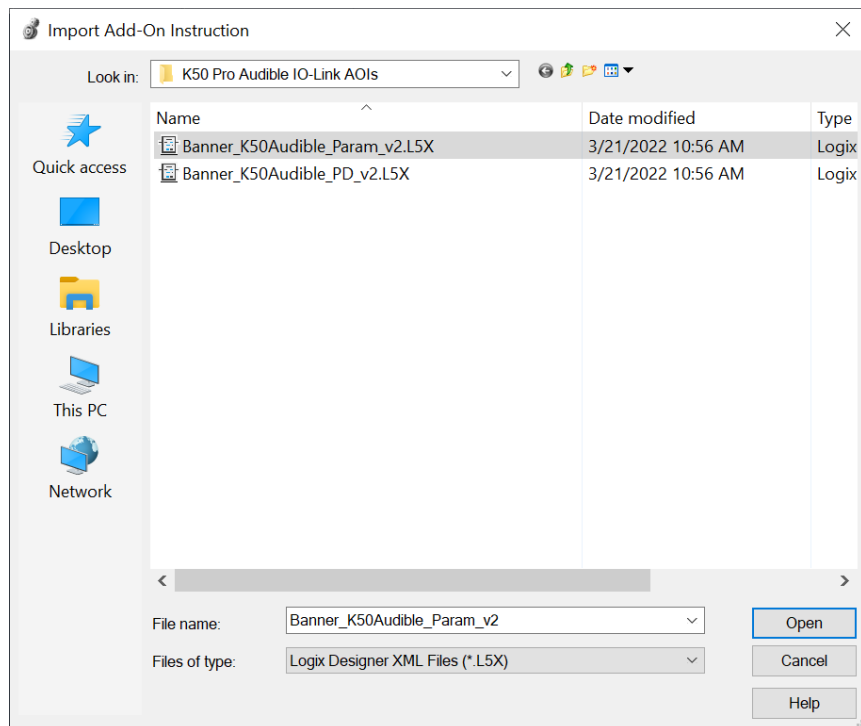 Import Add-On Instruction
Look in: K50 Pro Audible IO-Link AOIs
Name Date modified Type
Banner_K50Audible_Param_v2.L5X 3/21/2022 10:56 AM Logix
Banner_K50Audible_PD_v2.L5X 3/21/2022 10:56 AM Logix
Quick access
Desktop
Libraries
This PC
Network
File name: Banner_K50Audible_Param_v2 Open
Files of type: Logix Designer XML Files (*.L5X) Cancel
Help